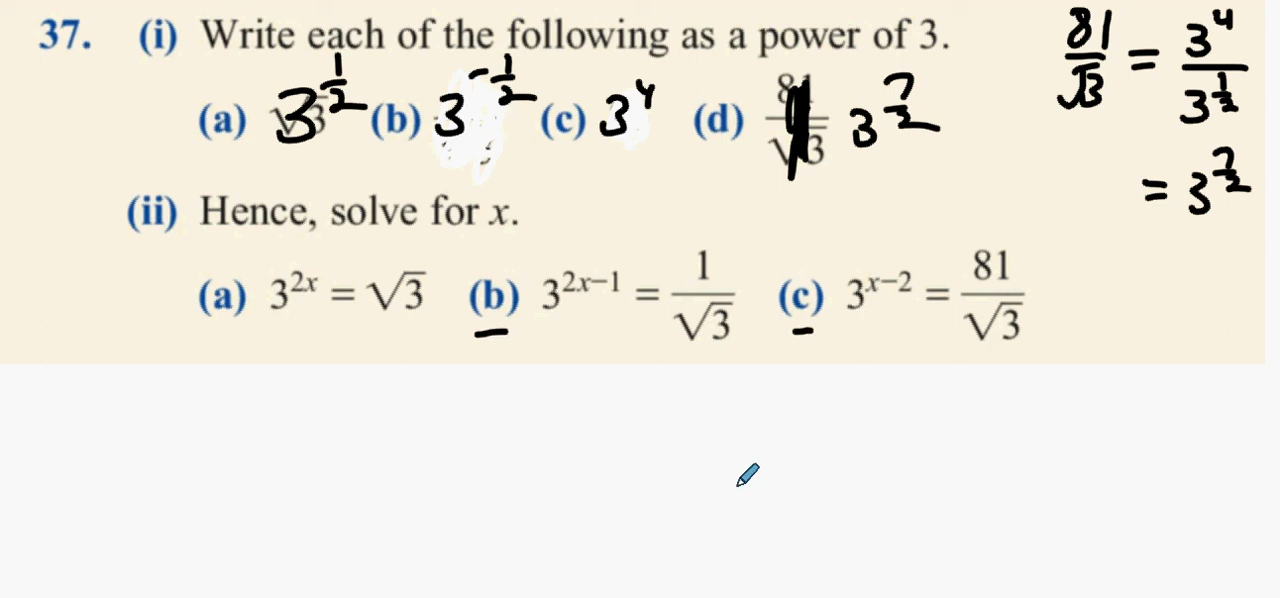 37. (i) Write each of the following as a power of 3.
(a) 3^{1/2} (b) 3^{-1/2} (c) 3^4 (d) 81/√3 3^{7/2}
(ii) Hence, solve for x.
(a) 3^{2x} = √3 (b) 3^{2x−1} = 1/√3 (c) 3^{x−2} = 81/√3
81/√3 = 3^4/3^{1/2}
= 3^{7/2}